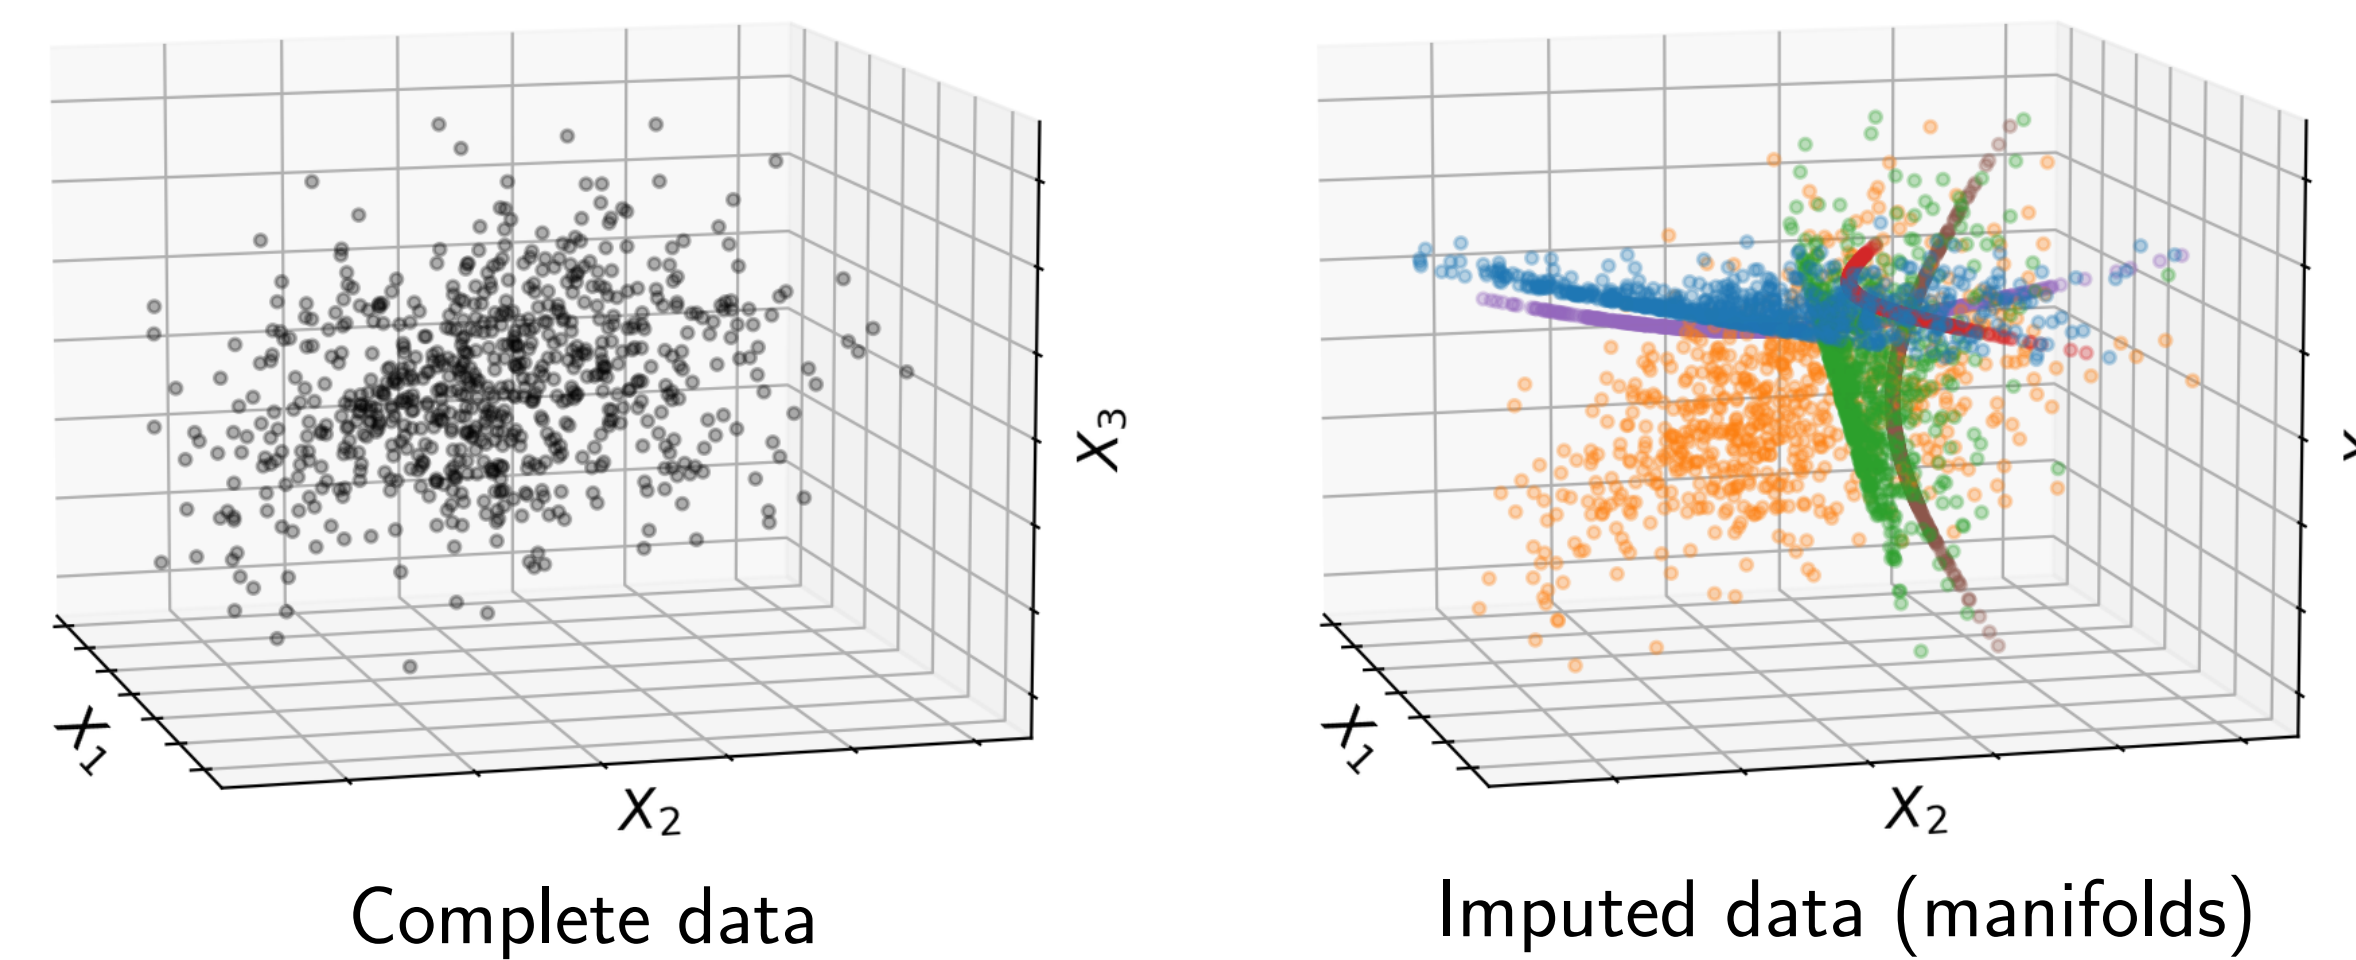 X₃
X₁
X₂
Complete data
X₁
X₂
Imputed data (manifolds)